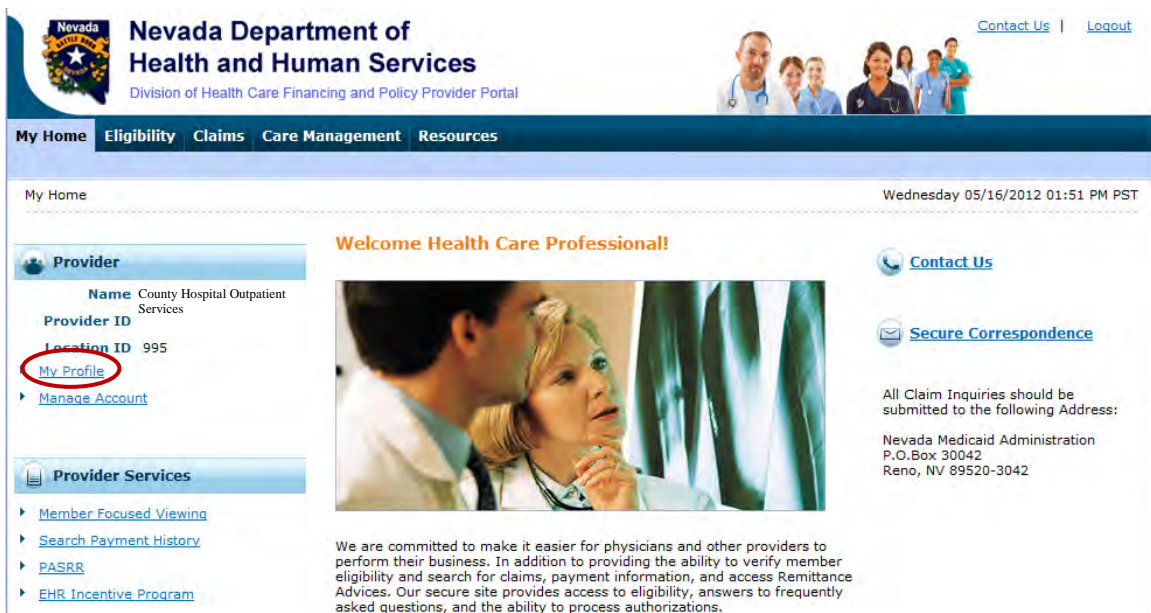 Nevada
BATTLE BORN
Nevada Department of
Health and Human Services
Division of Health Care Financing and Policy Provider Portal
Contact Us | Logout
My Home Eligibility Claims Care Management Resources
My Home
Wednesday 05/16/2012 01:51 PM PST
Provider
Name County Hospital Outpatient
Services
Provider ID
Location ID 995
My Profile
Manage Account
Provider Services
Member Focused Viewing
Search Payment History
PASRR
EHR Incentive Program
Welcome Health Care Professional!
We are committed to make it easier for physicians and other providers to
perform their business. In addition to providing the ability to verify member
eligibility and search for claims, payment information, and access Remittance
Advices. Our secure site provides access to eligibility, answers to frequently
asked questions, and the ability to process authorizations.
Contact Us
Secure Correspondence
All Claim Inquiries should be
submitted to the following Address:
Nevada Medicaid Administration
P.O.Box 30042
Reno, NV 89520-3042